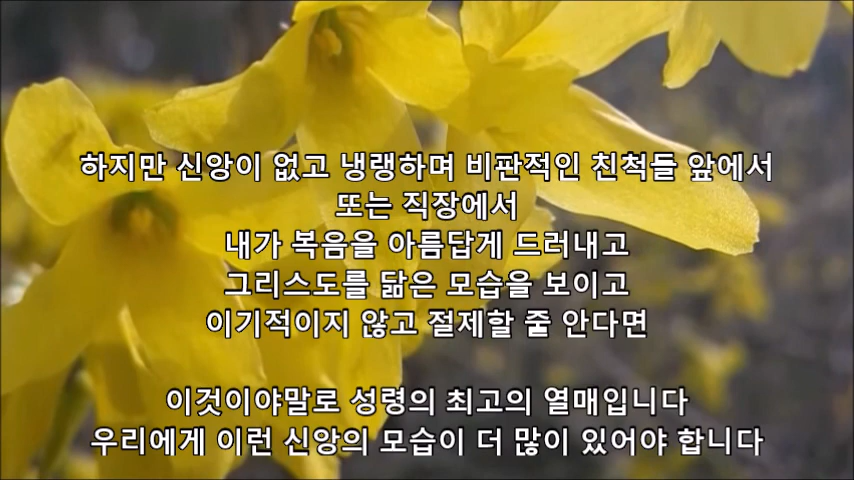 하지만 신앙이 없고 냉랭하며 비판적인 친척들 앞에서
또는 직장에서
내가 복음을 아름답게 드러내고
그리스도를 닮은 모습을 보이고
이기적이지 않고 절제할 줄 안다면
이것이야말로 성령의 최고의 열매입니다
우리에게 이런 신앙의 모습이 더 많이 있어야 합니다